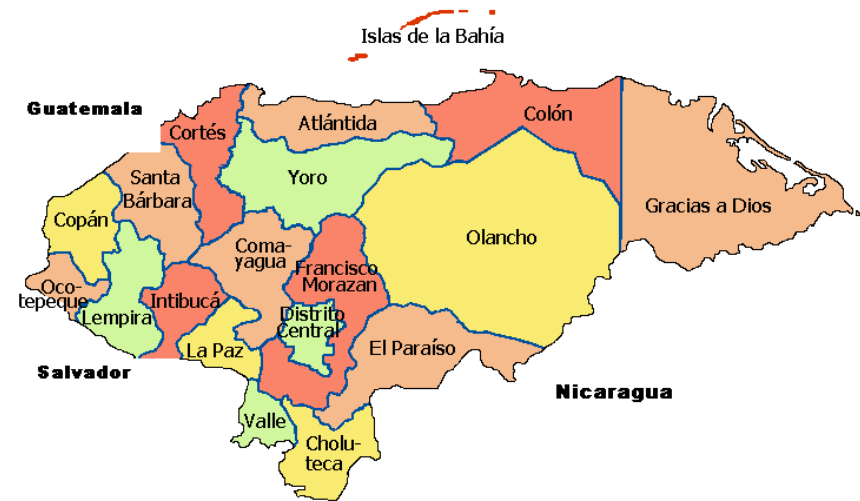 Islas de la Bahía
Guatemala
Cortés
Atlántida
Colón
Santa
Bárbara
Yoro
Copán
Gracias a Dios
Olancho
Coma-
yagua
Francisco
Morazan
Oco-
tepeque
Intibucá
Lempira
Distrito
Central
La Paz
El Paraíso
Salvador
Nicaragua
Valle
Cholu-
teca